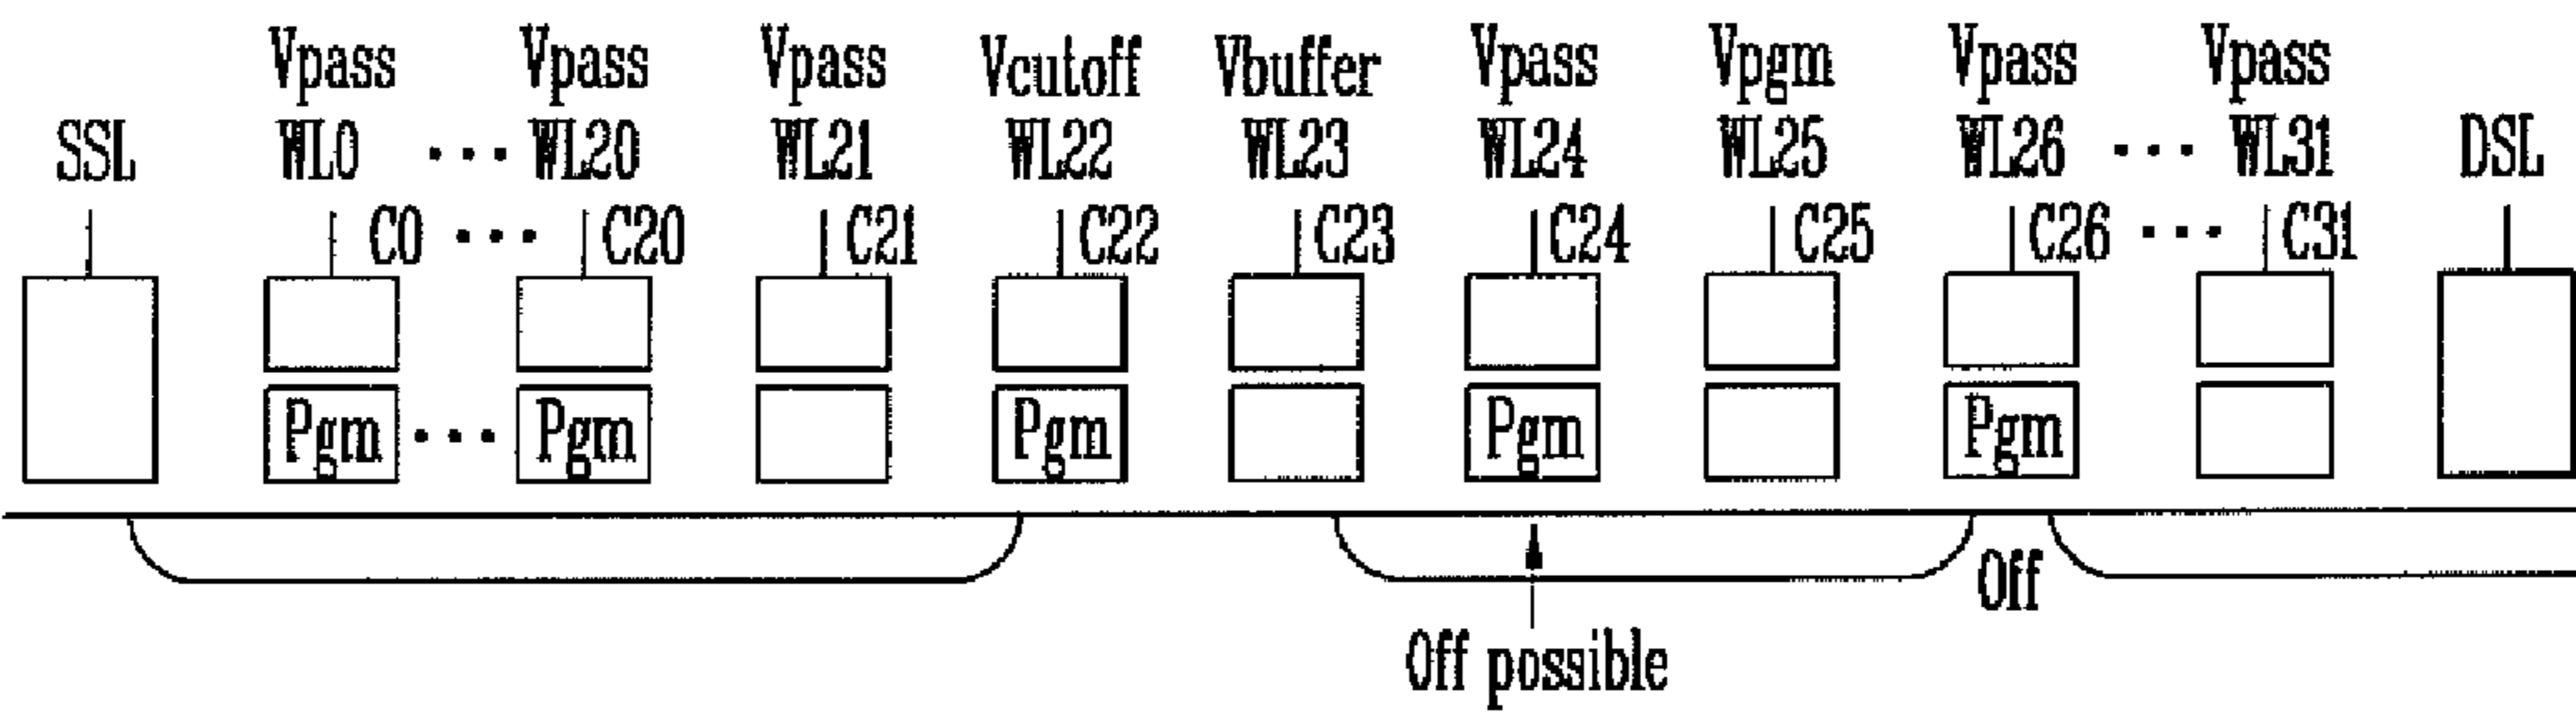 Vpass Vpass Vpass Vcutoff Vbuffer Vpass Vpgm Vpass Vpass
SSL WL0 ... WL20 WL21 WL22 WL23 WL24 WL25 WL26 ... WL31 DSL
C0 ... C20 C21 C22 C23 C24 C25 C26 ... C31
Pgm ... Pgm Pgm Pgm Pgm
Off
Off possible